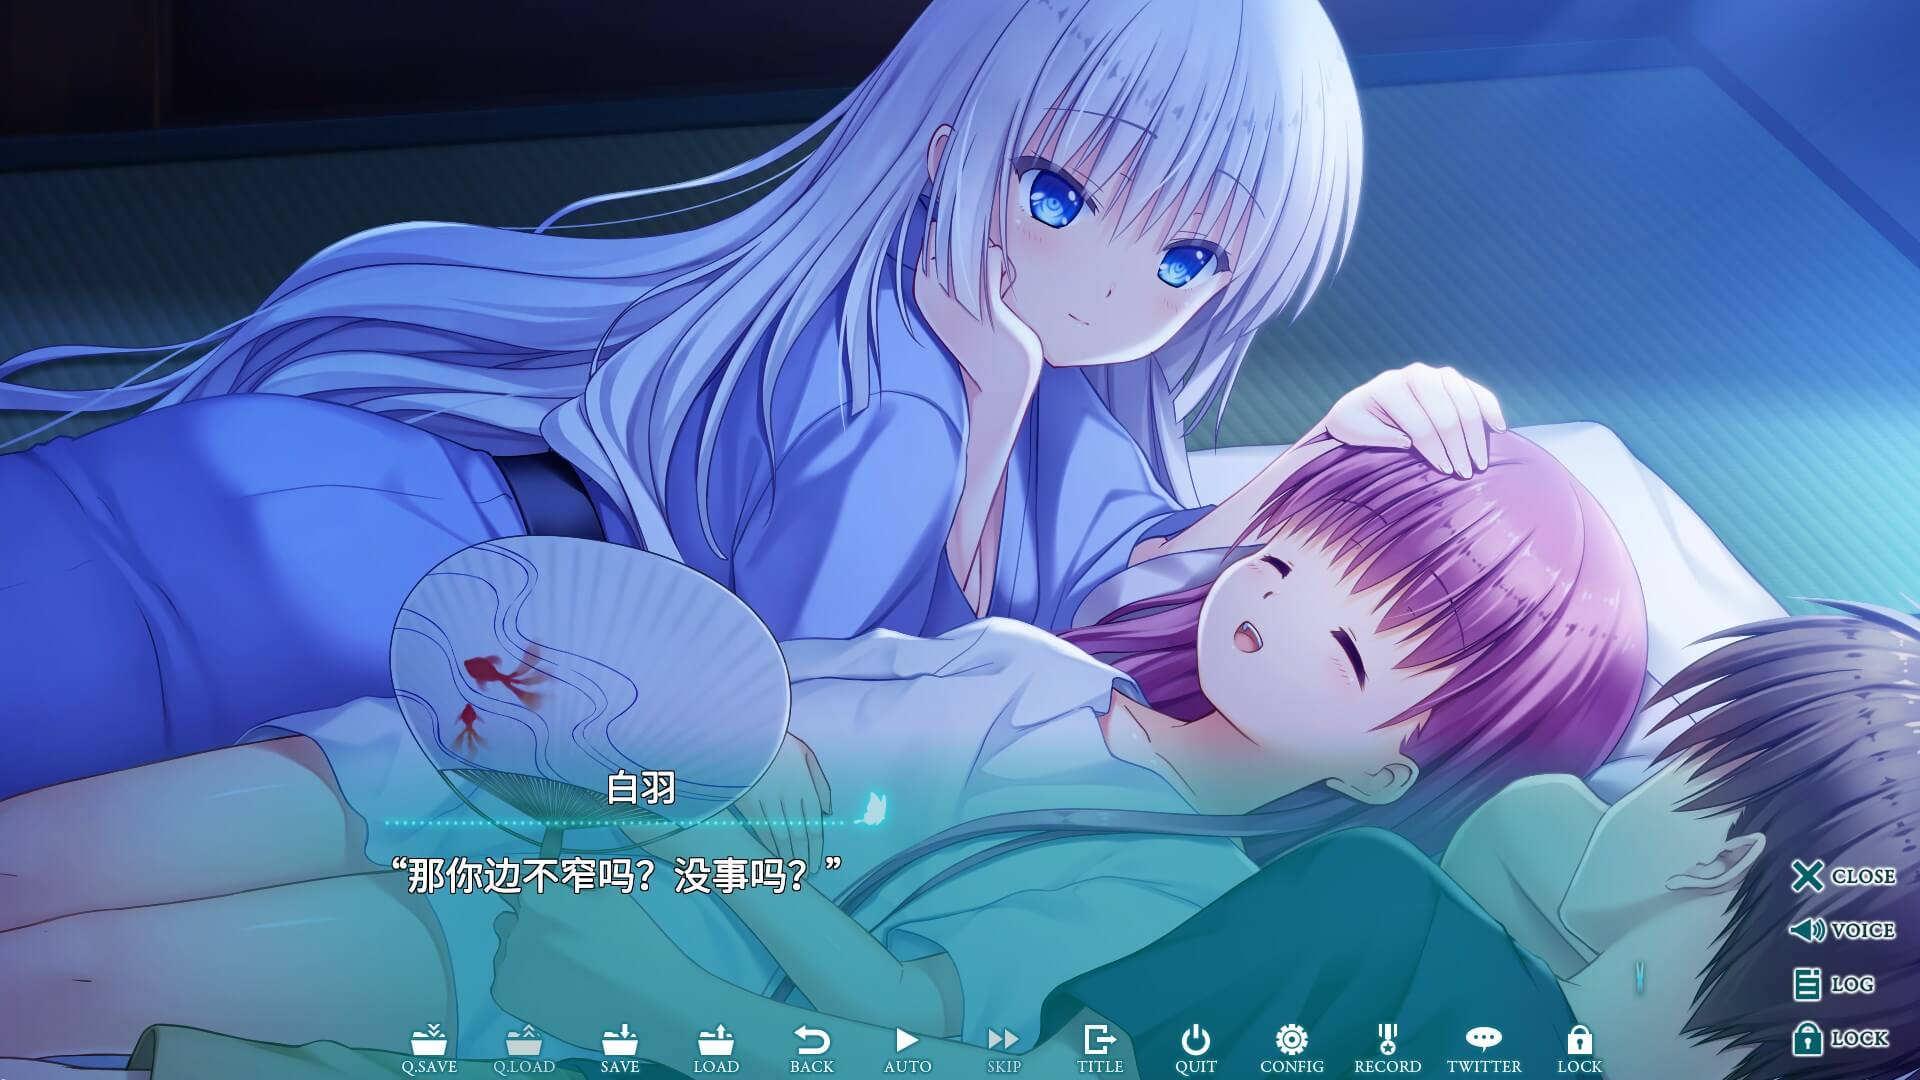 白羽
“那你边不窄吗？没事吗？”
CLOSE
VOICE
LOG
LOCK
Q.SAVE
Q.LOAD
SAVE
LOAD
BACK
AUTO
SKIP
TITLE
QUIT
CONFIG
RECORD
TWITTER
LOCK